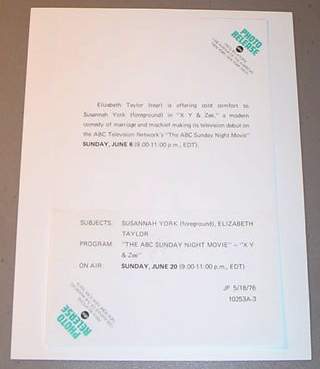 PHOTO
RELEASE
abc
Elizabeth Taylor (rear) is offering cold comfort to
Susannah York (foreground) in "X Y & Zee," a modern
comedy of marriage and mischief making its television debut on
the ABC Television Network's "The ABC Sunday Night Movie"
SUNDAY, JUNE 6 (9:00-11:00 p.m., EDT).
SUBJECTS: SUSANNAH YORK (foreground), ELIZABETH
TAYLOR
PROGRAM: "THE ABC SUNDAY NIGHT MOVIE" – "X Y
& Zee"
ON AIR: SUNDAY, JUNE 20 (9:00-11:00 p.m., EDT)
JF 5/18/76
10253A-3
PHOTO
RELEASE
abc